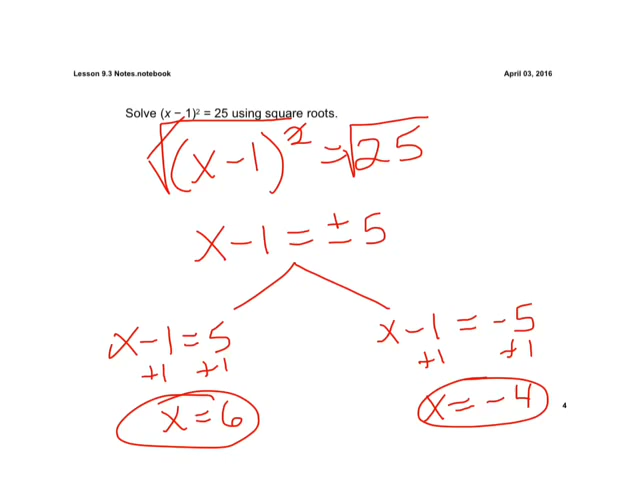 Lesson 9.3 Notes.notebook
April 03, 2016
Solve (x – 1)² = 25 using square roots.
√(x-1)² = √25
x-1 = ±5
x-1 = 5
x-1 = -5
+1 +1
+1 +1
x = 6
x = -4
4